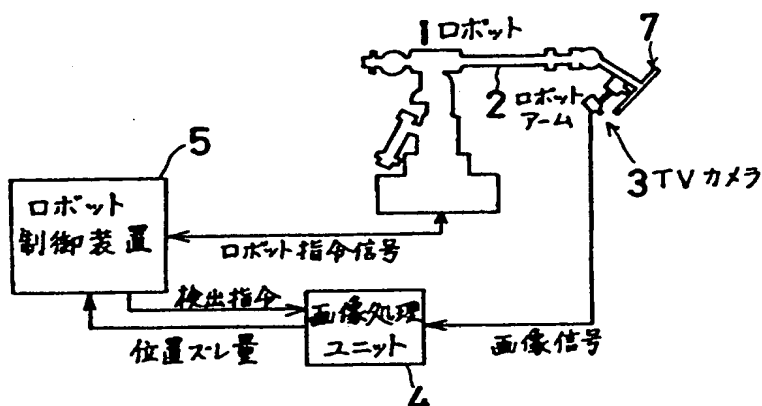 1 ロボット
7
2 ロボット
アーム
3 TVカメラ
5
ロボット
制御装置
ロボット指令信号
検出指令
位置ズレ量
画像処理
ユニット
画像信号
4